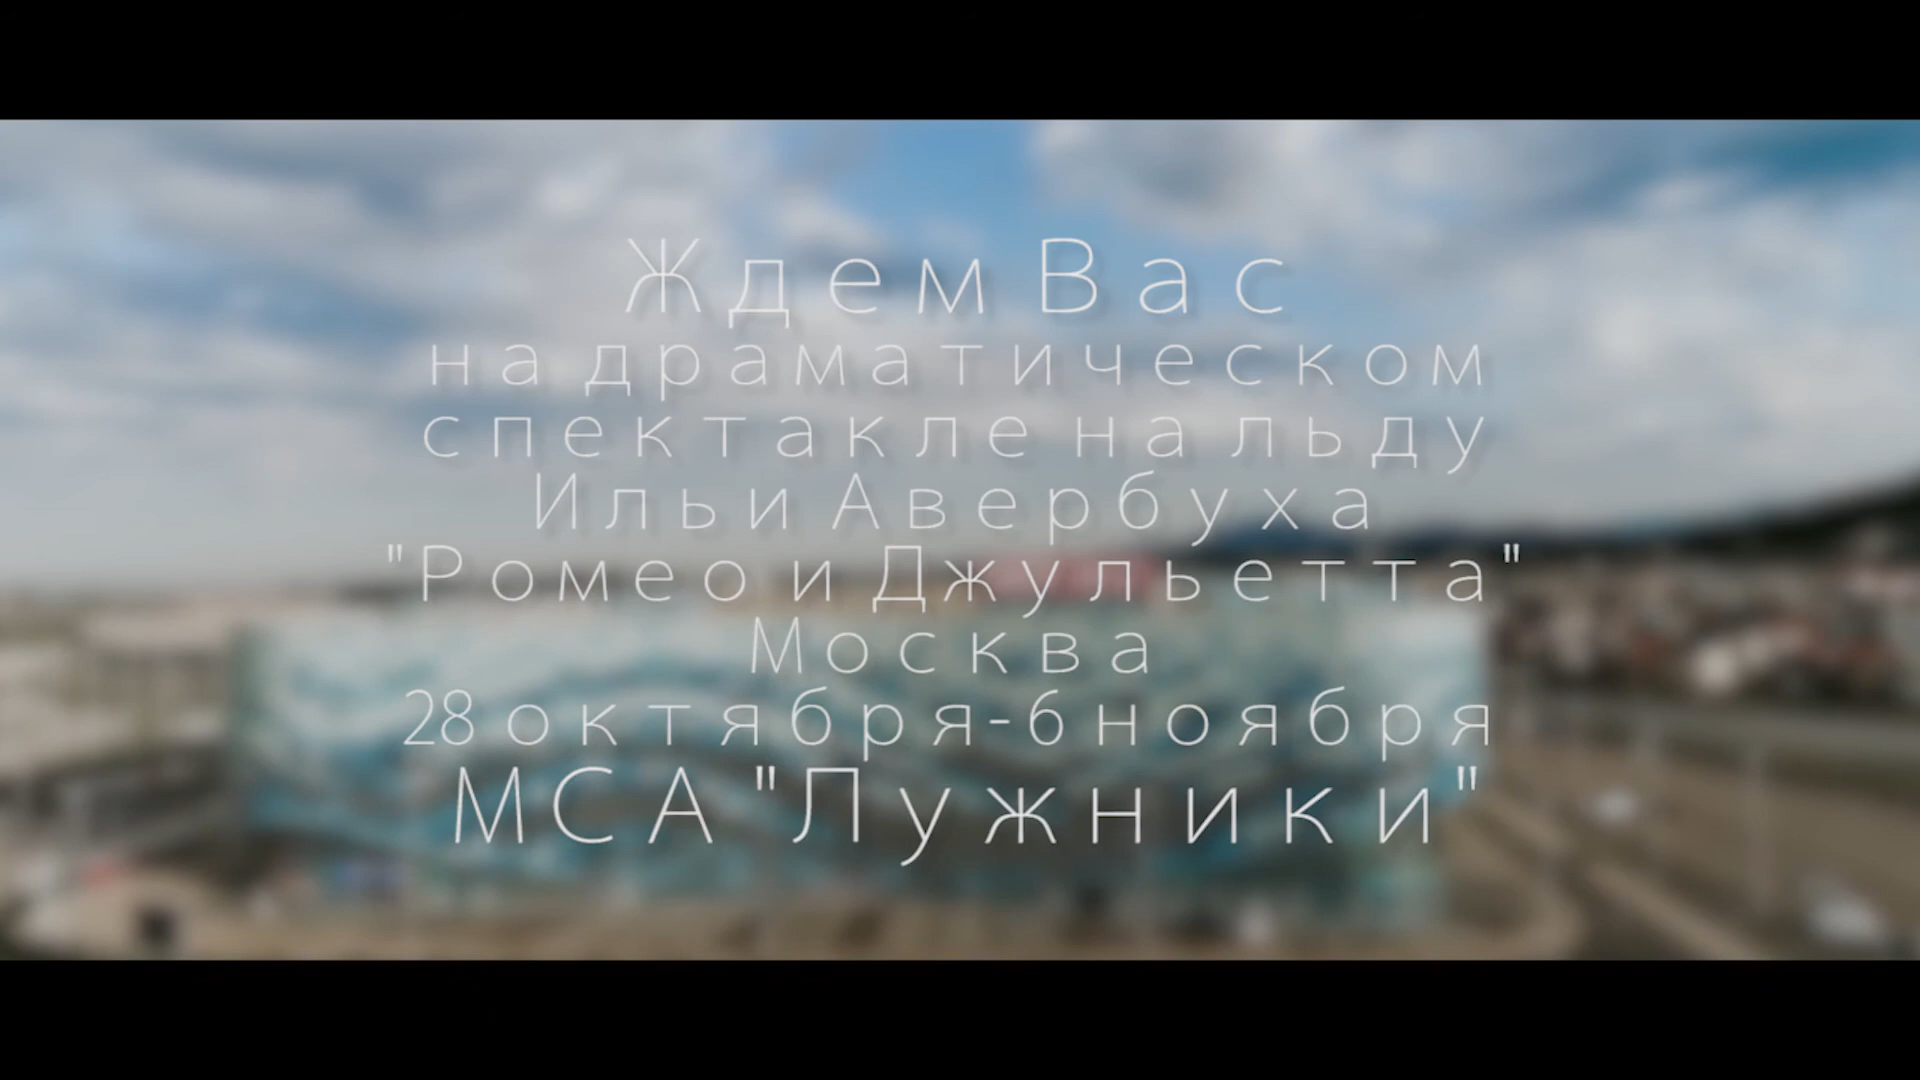 Ждем Вас
на драматическом
спектакле на льду
Ильи Авербуха
"Ромео и Джульетта"
Москва
28 октября-6 ноября
МСА "Лужники"